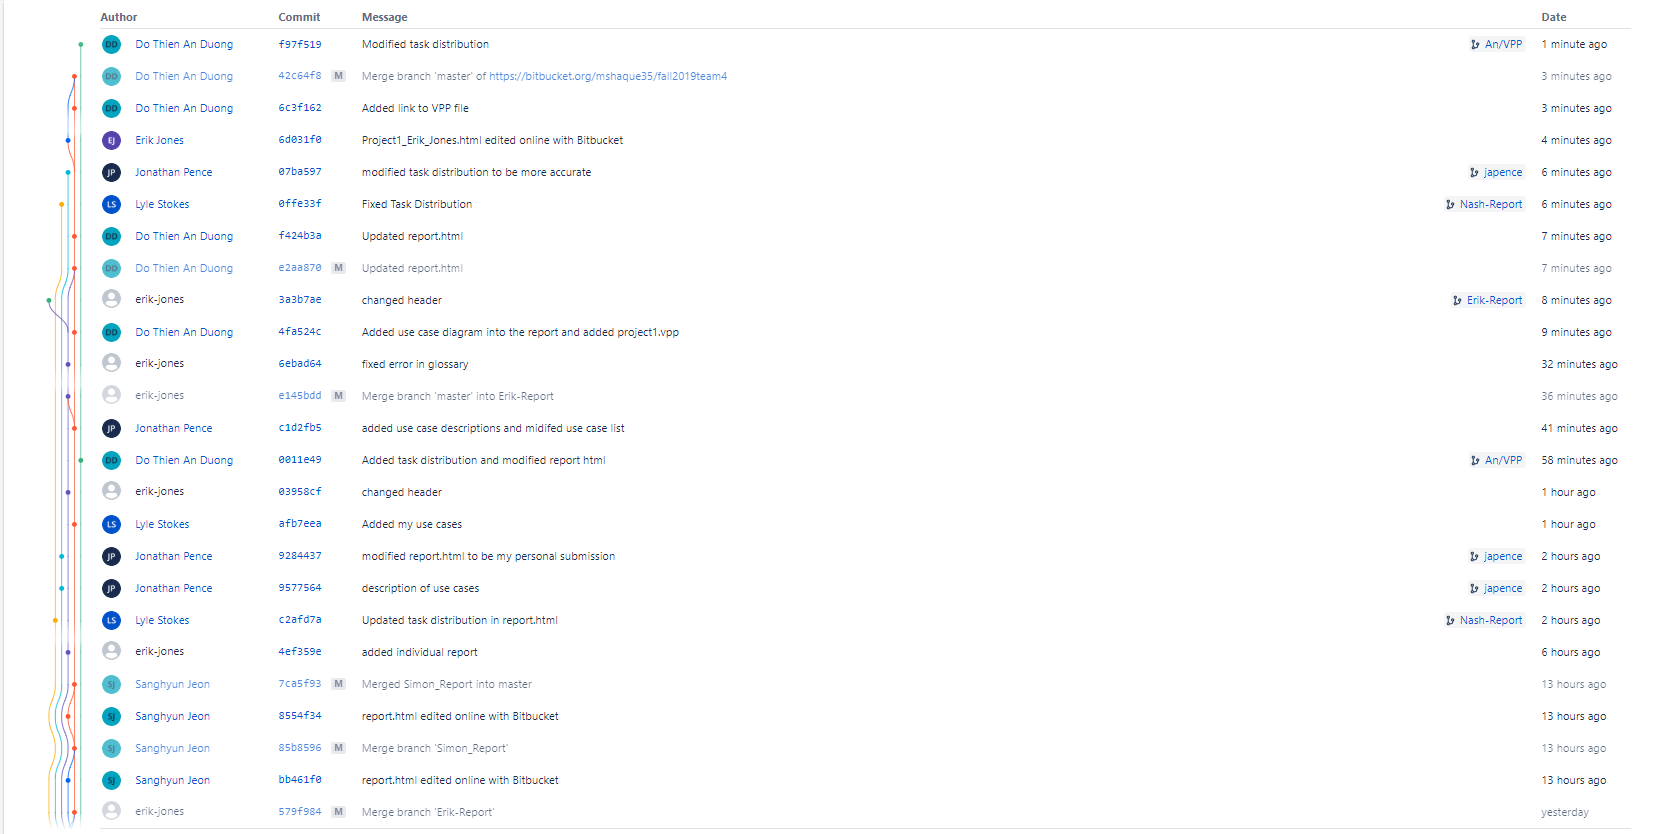 Author Commit Message Date
DD Do Thien An Duong f97f519 Modified task distribution An/VPP 1 minute ago
DD Do Thien An Duong 42c64f8 M Merge branch 'master' of https://bitbucket.org/mshaque35/fall2019team4 3 minutes ago
DD Do Thien An Duong 6c3f162 Added link to VPP file 3 minutes ago
EJ Erik Jones 6d031f0 Project1_Erik_Jones.html edited online with Bitbucket 4 minutes ago
JP Jonathan Pence 07ba597 modified task distribution to be more accurate japence 6 minutes ago
LS Lyle Stokes 0ffe33f Fixed Task Distribution Nash-Report 6 minutes ago
DD Do Thien An Duong f424b3a Updated report.html 7 minutes ago
DD Do Thien An Duong e2aa870 M Updated report.html 7 minutes ago
erik-jones 3a3b7ae changed header Erik-Report 8 minutes ago
DD Do Thien An Duong 4fa524c Added use case diagram into the report and added project1.vpp 9 minutes ago
erik-jones 6ebad64 fixed error in glossary 32 minutes ago
erik-jones e145bdd M Merge branch 'master' into Erik-Report 36 minutes ago
JP Jonathan Pence c1d2fb5 added use case descriptions and midifed use case list 41 minutes ago
DD Do Thien An Duong 0011e49 Added task distribution and modified report html An/VPP 58 minutes ago
erik-jones 03958cf changed header 1 hour ago
LS Lyle Stokes afb7eea Added my use cases 1 hour ago
JP Jonathan Pence 9284437 modified report.html to be my personal submission japence 2 hours ago
JP Jonathan Pence 9577564 description of use cases japence 2 hours ago
LS Lyle Stokes c2afd7a Updated task distribution in report.html Nash-Report 2 hours ago
erik-jones 4ef359e added individual report 6 hours ago
SJ Sanghyun Jeon 7ca5f93 M Merged Simon_Report into master 13 hours ago
SJ Sanghyun Jeon 8554f34 report.html edited online with Bitbucket 13 hours ago
SJ Sanghyun Jeon 85b8596 M Merge branch 'Simon_Report' 13 hours ago
SJ Sanghyun Jeon bb461f0 report.html edited online with Bitbucket 13 hours ago
erik-jones 579f984 M Merge branch 'Erik-Report' yesterday